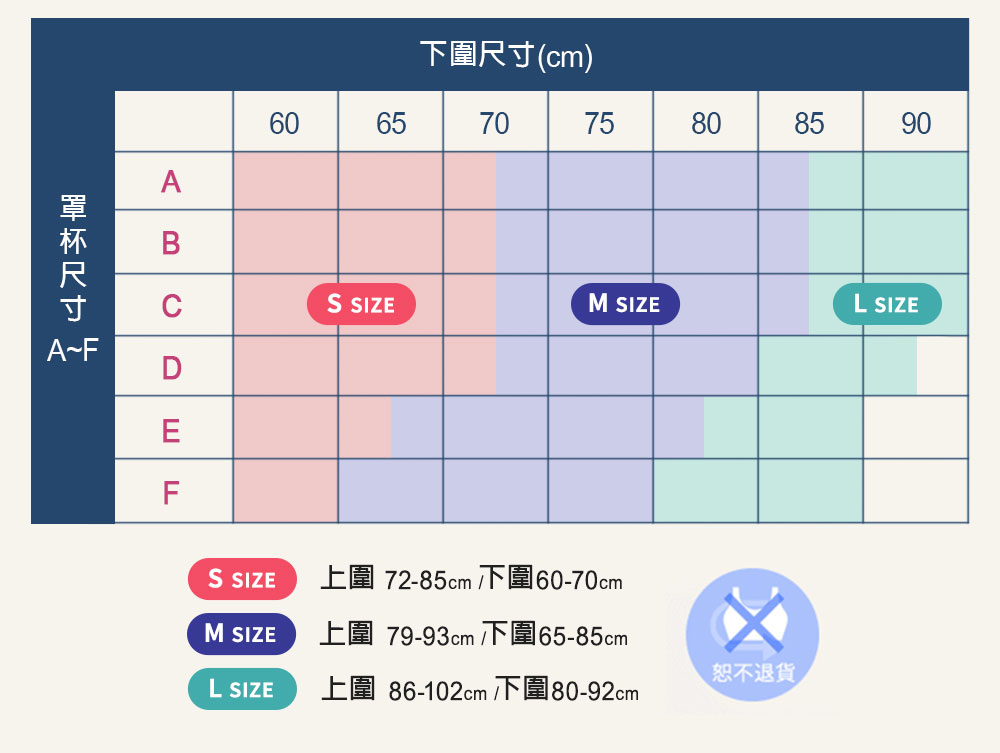 下圍尺寸(cm)
60 65 70 75 80 85 90
罩杯尺寸
A~F
A
B
C S SIZE M SIZE L SIZE
D
E
F
S SIZE 上圍 72-85cm /下圍60-70cm
M SIZE 上圍 79-93cm /下圍65-85cm
L SIZE 上圍 86-102cm /下圍80-92cm
恕不退貨